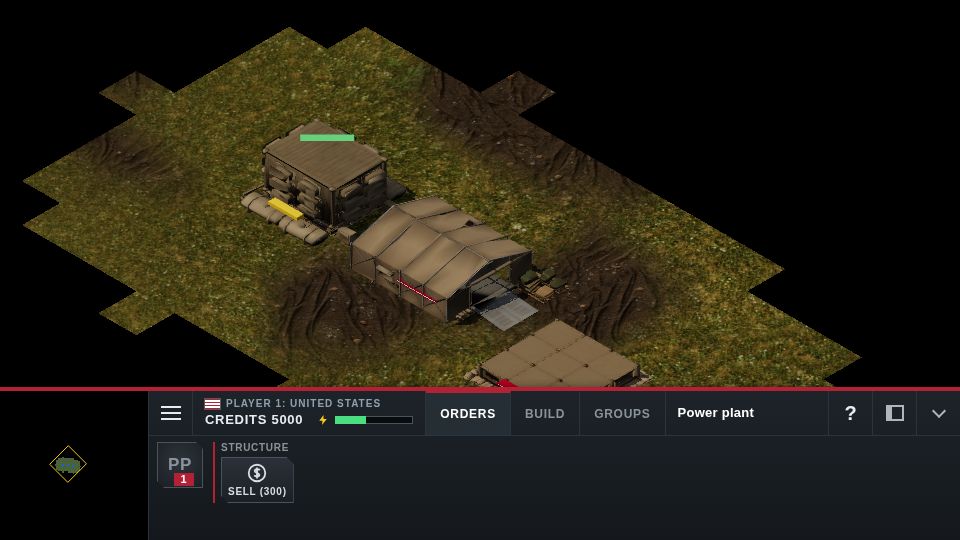 PLAYER 1: UNITED STATES
CREDITS 5000
ORDERS
BUILD
GROUPS
Power plant
?
PP
1
STRUCTURE
SELL (300)